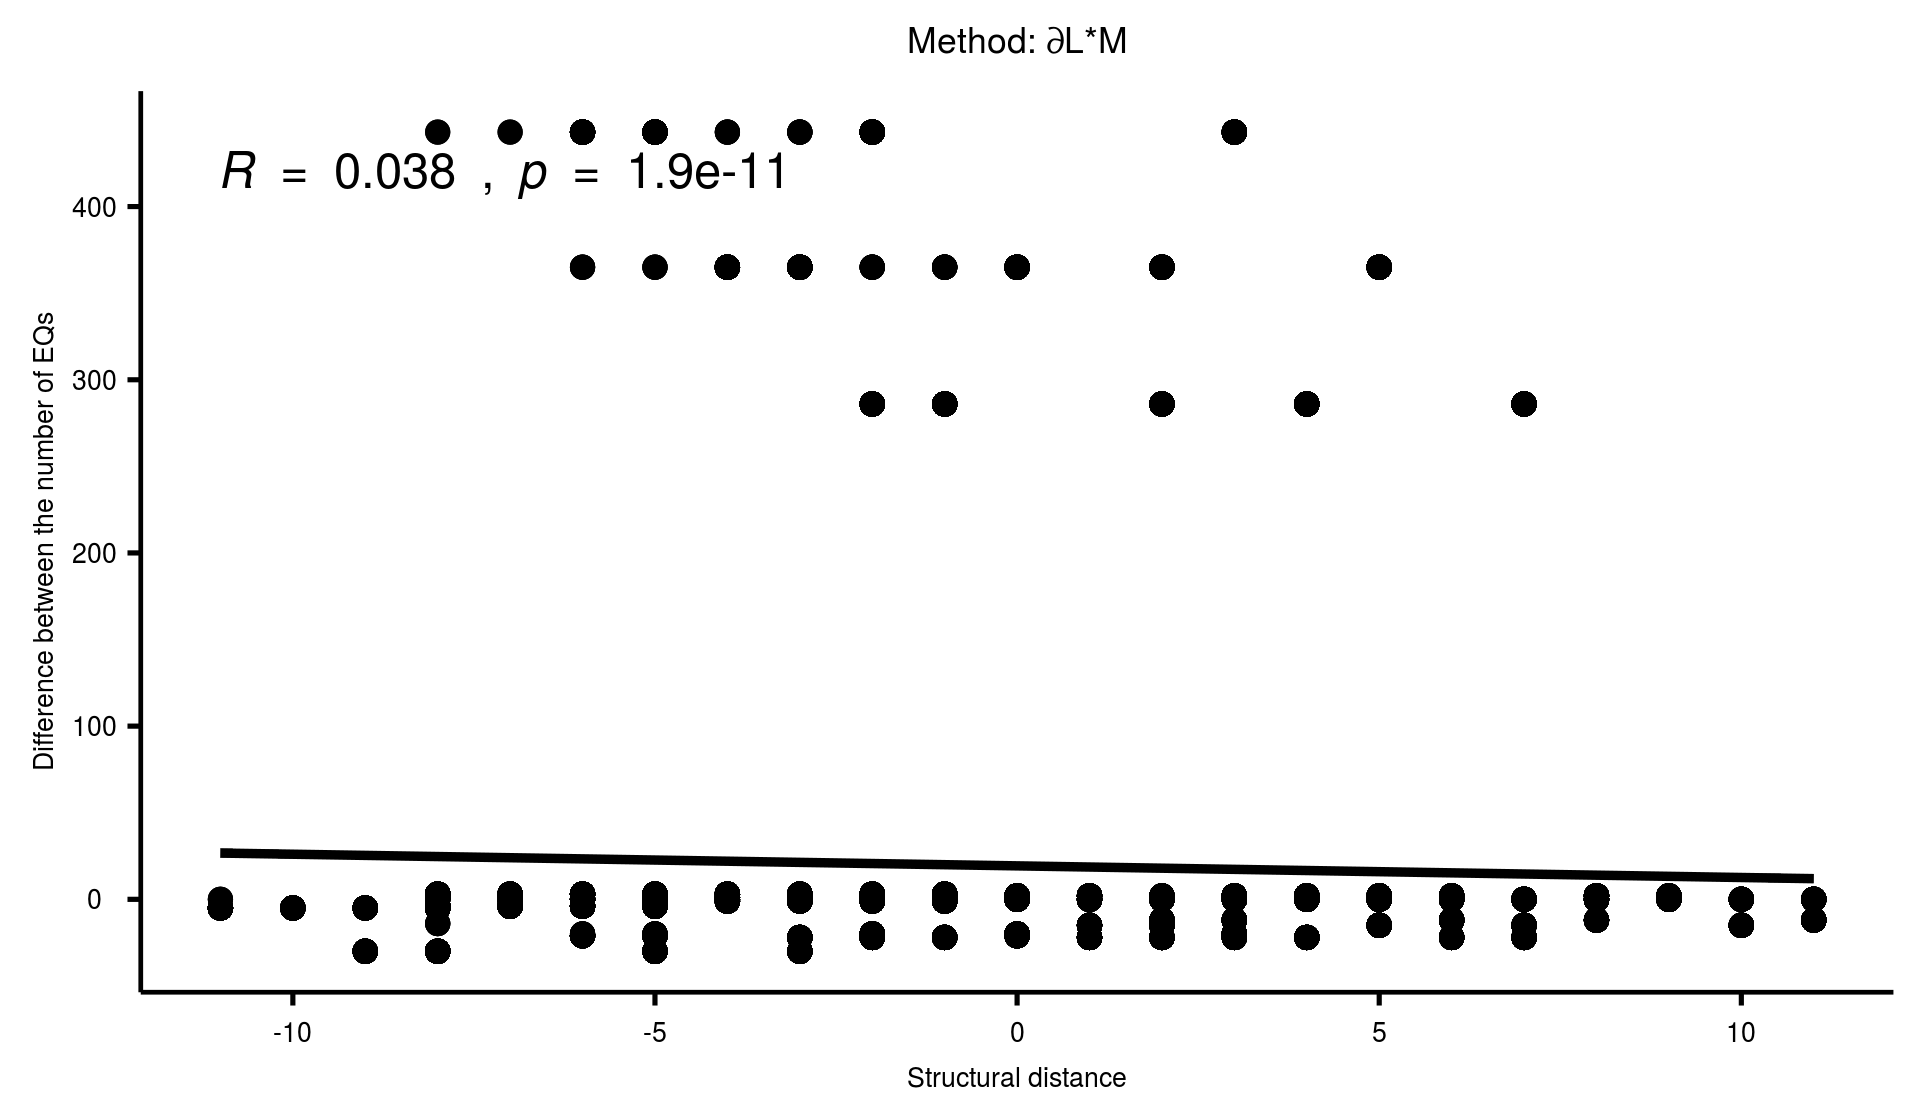 Method: ∂L*M
R = 0.038 , p = 1.9e-11
Difference between the number of EQs
400
300
200
100
0
-10 -5 0 5 10
Structural distance